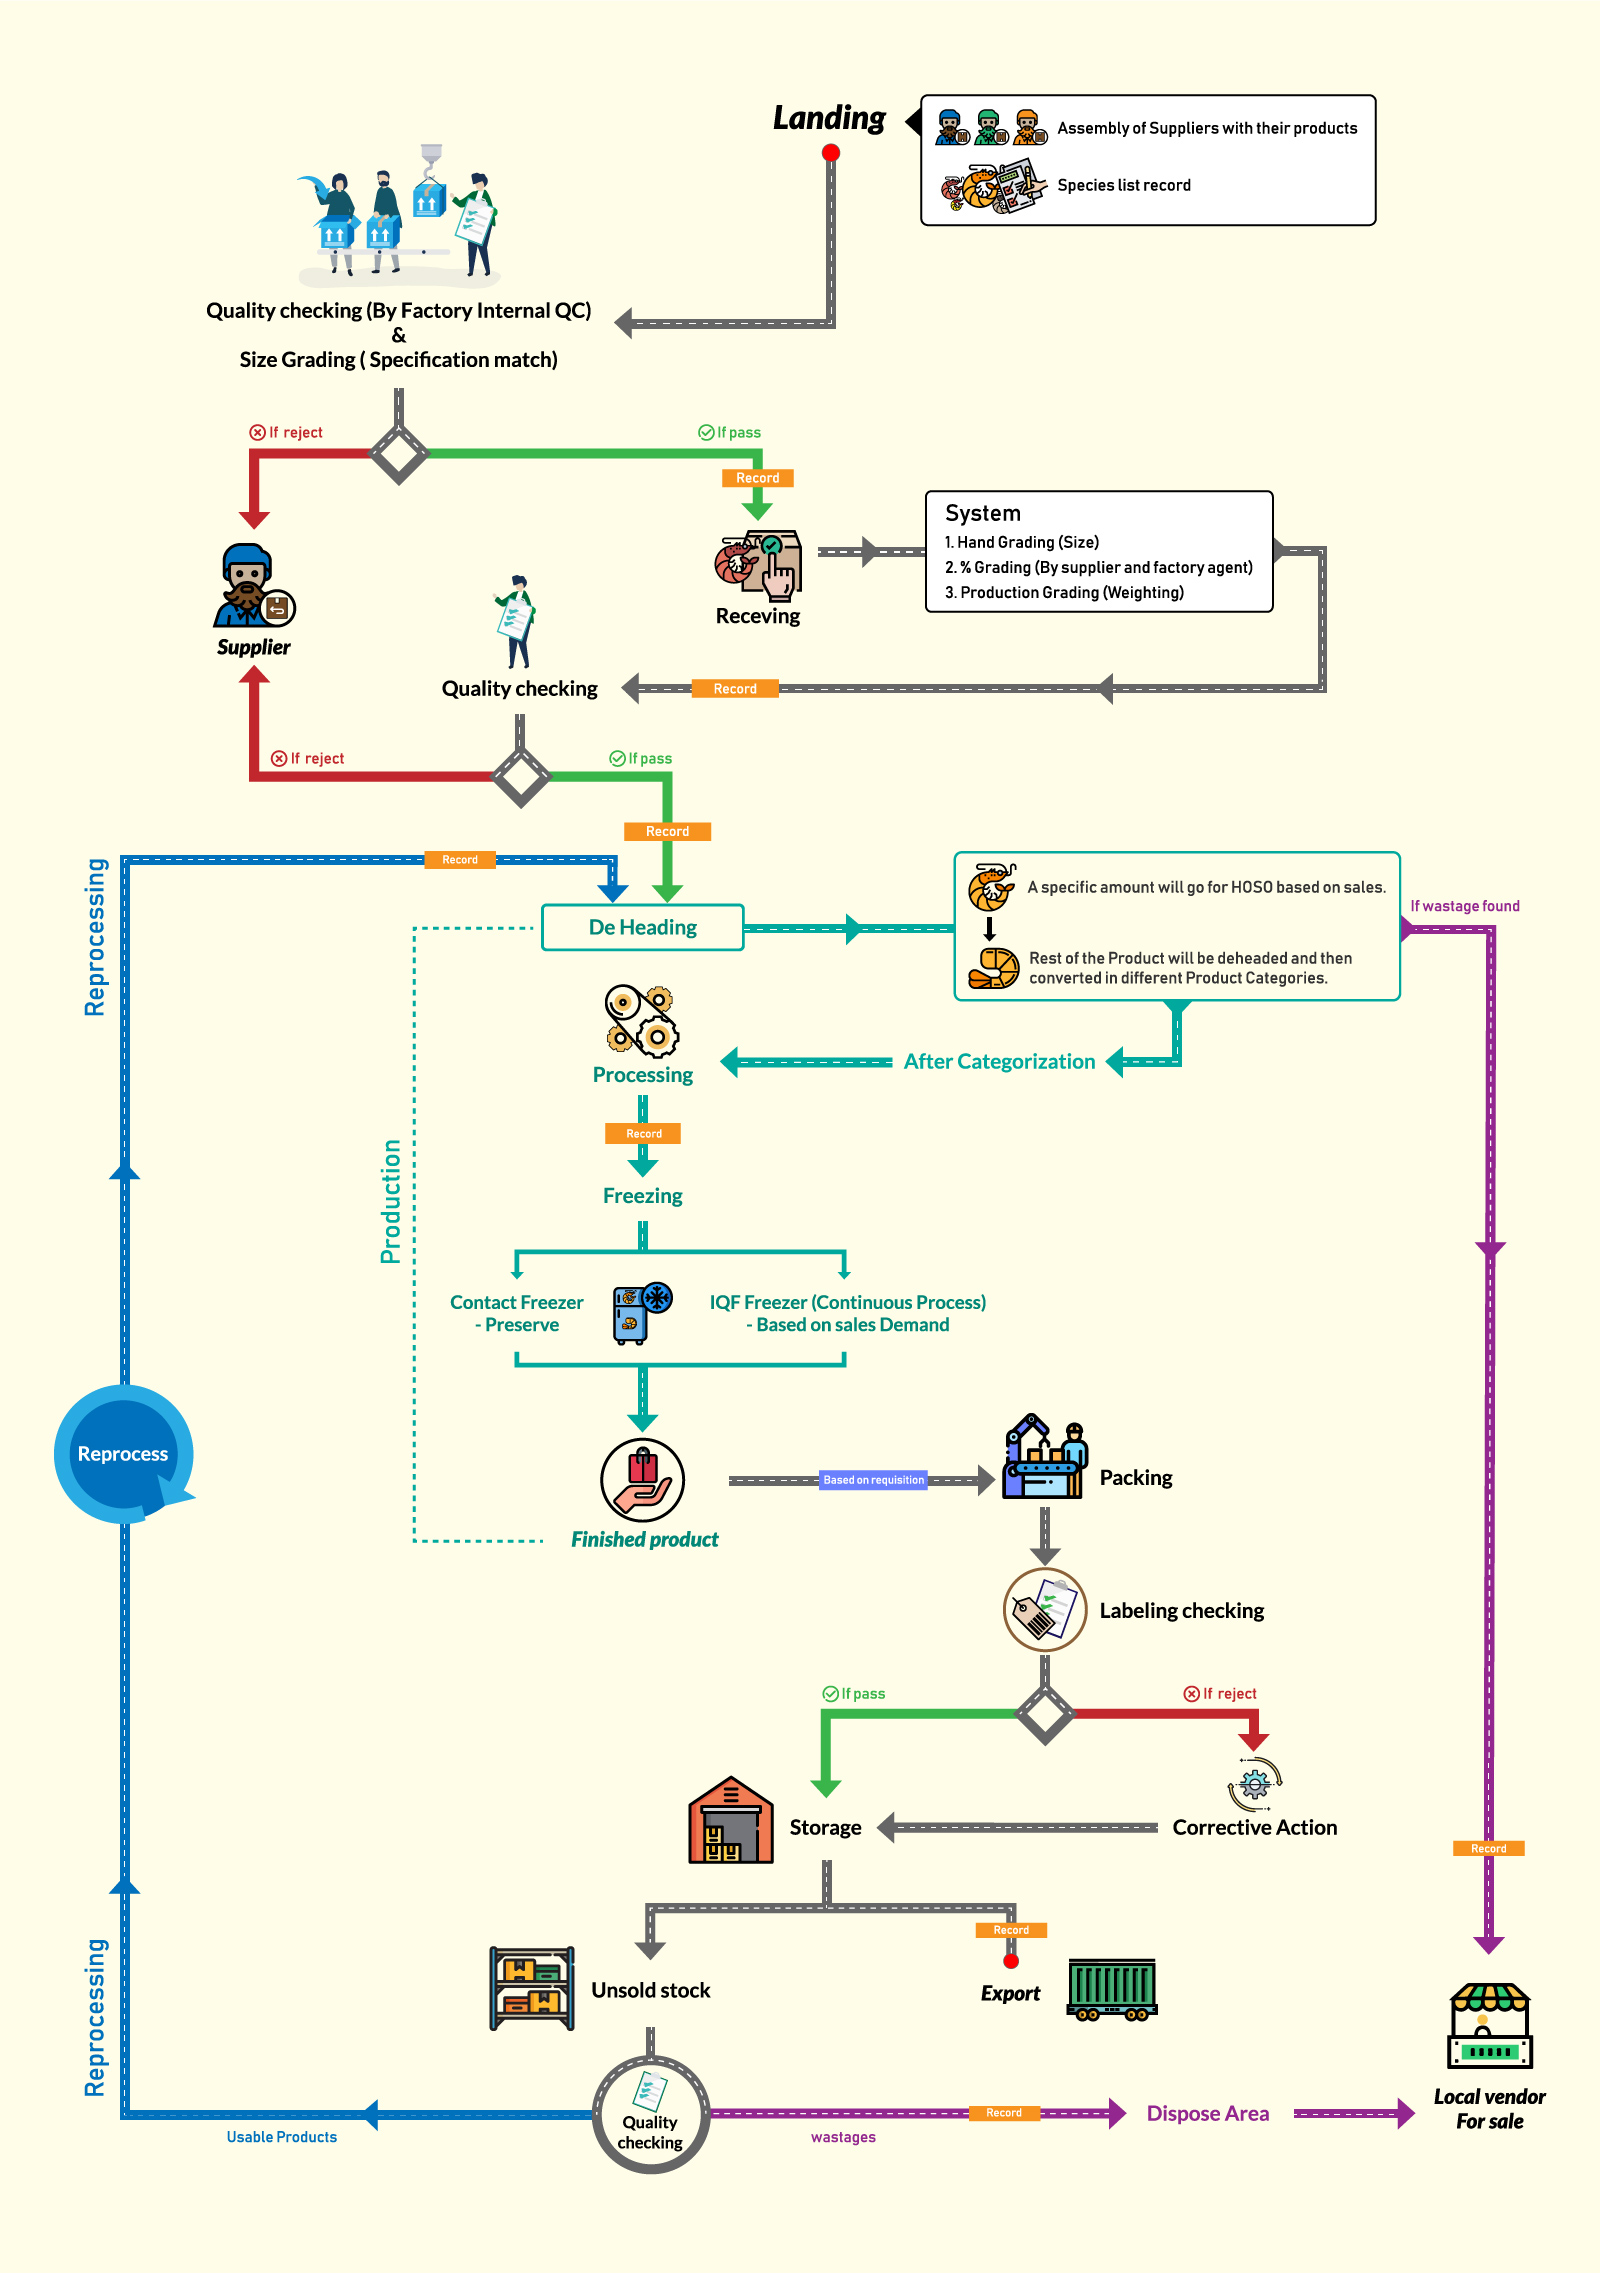 Landing
Assembly of Suppliers with their products
Species list record
Quality checking (By Factory Internal QC)
&
Size Grading ( Specification match)
If reject
If pass
Record
System
1. Hand Grading (Size)
2. % Grading (By supplier and factory agent)
3. Production Grading (Weighting)
Receving
Supplier
Quality checking
Record
If reject
If pass
Record
Record
Reprocessing
De Heading
A specific amount will go for HOSO based on sales.
Rest of the Product will be deheaded and then
converted in different Product Categories.
If wastage found
After Categorization
Processing
Record
Production
Freezing
Contact Freezer
- Preserve
IQF Freezer (Continuous Process)
- Based on sales Demand
Reprocess
Finished product
Based on requisition
Packing
Labeling checking
If pass
If reject
Storage
Corrective Action
Record
Record
Unsold stock
Export
Reprocessing
Quality
checking
Usable Products
wastages
Record
Dispose Area
Local vendor
For sale